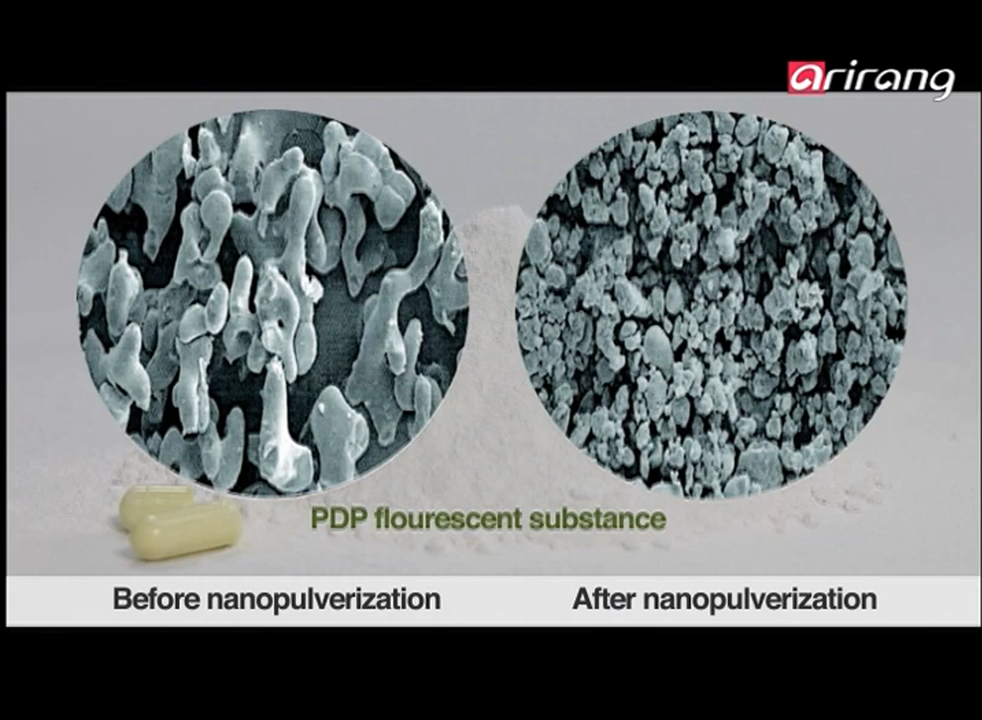 arirang
PDP flourescent substance
Before nanopulverization
After nanopulverization